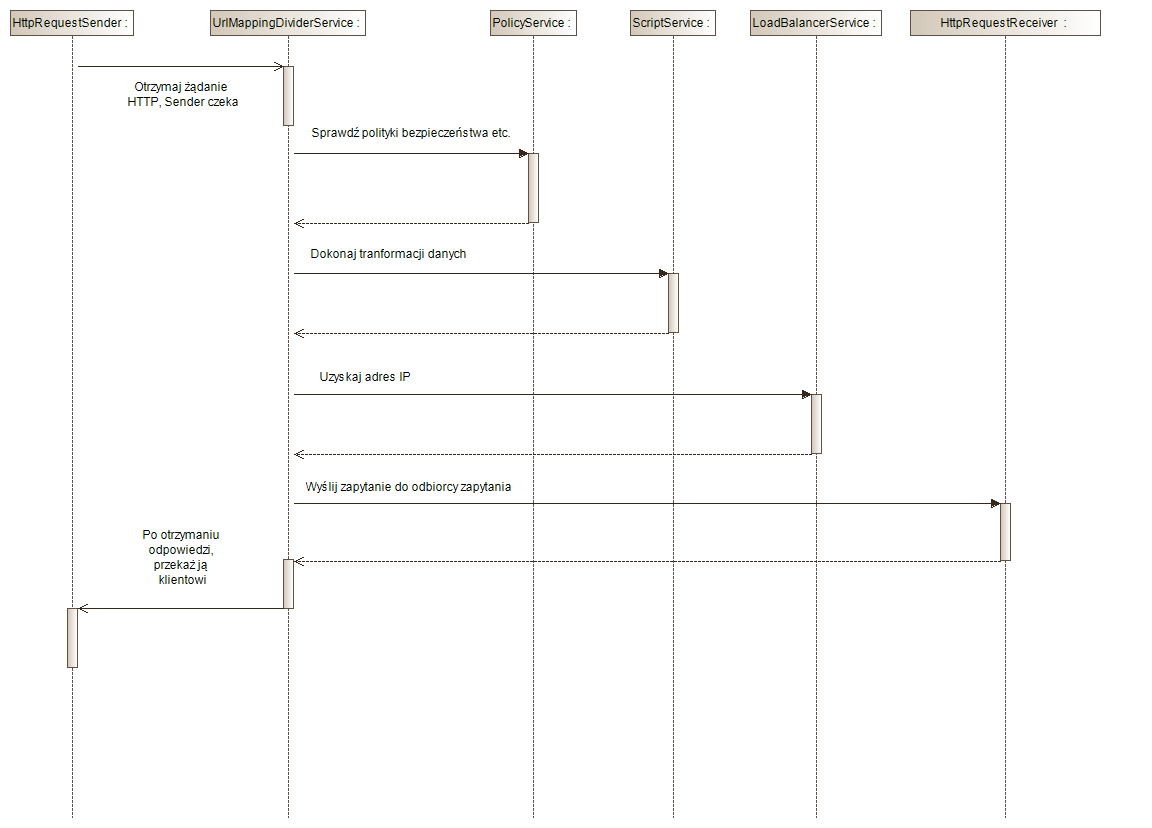 HttpRequestSender :
UrlMappingDividerService :
PolicyService :
ScriptService :
LoadBalancerService :
HttpRequestReceiver :
Otrzymaj żądanie
HTTP, Sender czeka
Sprawdź polityki bezpieczeństwa etc.
Dokonaj tranformacji danych
Uzyskaj adres IP
Wyślij zapytanie do odbiorcy zapytania
Po otrzymaniu
odpowiedzi,
przekaź ją
klientowi